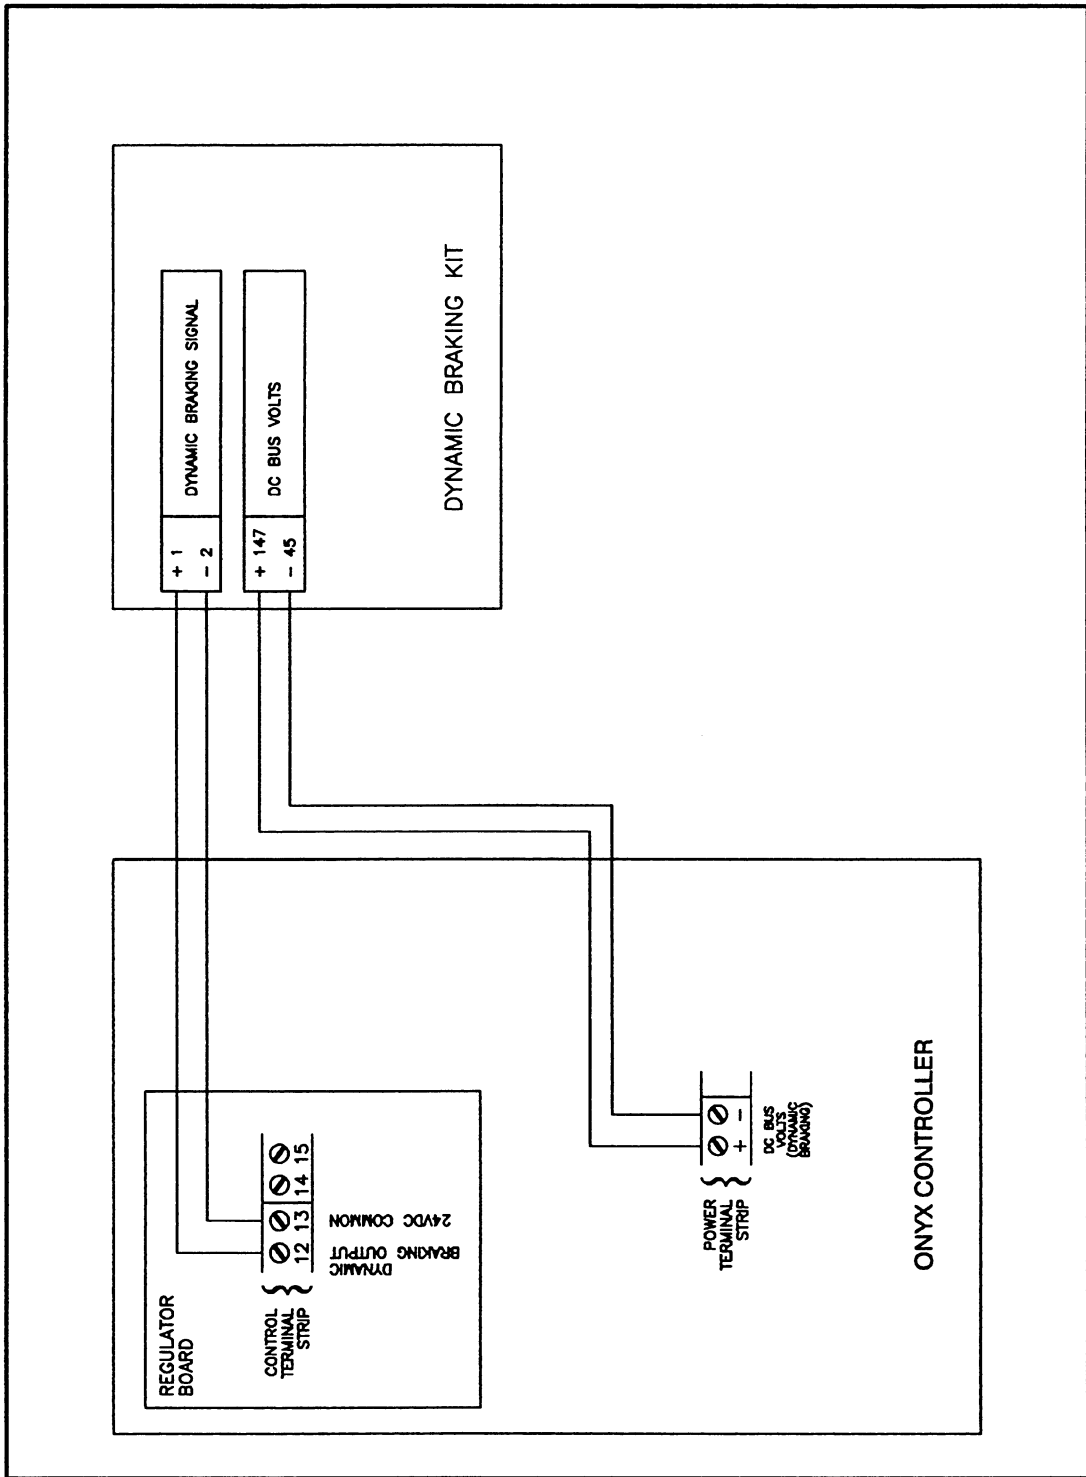 REGULATOR
BOARD
CONTROL
TERMINAL
STRIP
12 13 14 15
DYNAMIC
BRAKING OUTPUT
24VDC COMMON
POWER
TERMINAL
STRIP
+ -
DC BUS
VOLTS
(DYNAMIC
BRAKING)
ONYX CONTROLLER
+ 1
- 2
DYNAMIC BRAKING SIGNAL
+ 147
- 45
DC BUS VOLTS
DYNAMIC BRAKING KIT